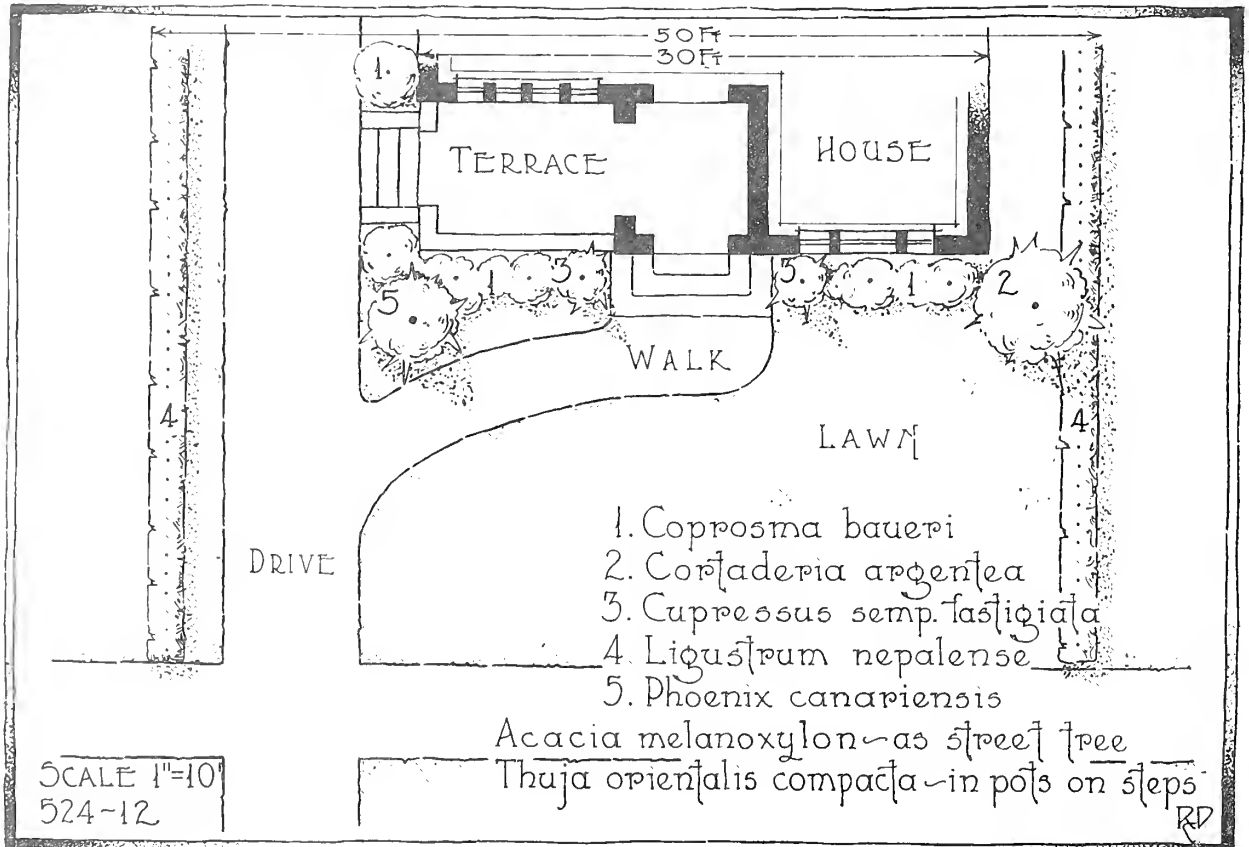 50 Ft
30 Ft
1
TERRACE
HOUSE
5
1
3
3
1
2
WALK
4
4
LAWN
DRIVE
1. Coprosma baueri
2. Cortaderia argentea
3. Cupressus semp. fastigiata
4. Ligustrum nepalense
5. Phoenix canariensis
Acacia melanoxylon~as street tree
Thuja orientalis compacta~in pots on steps
SCALE 1"=10'
524~12
RD